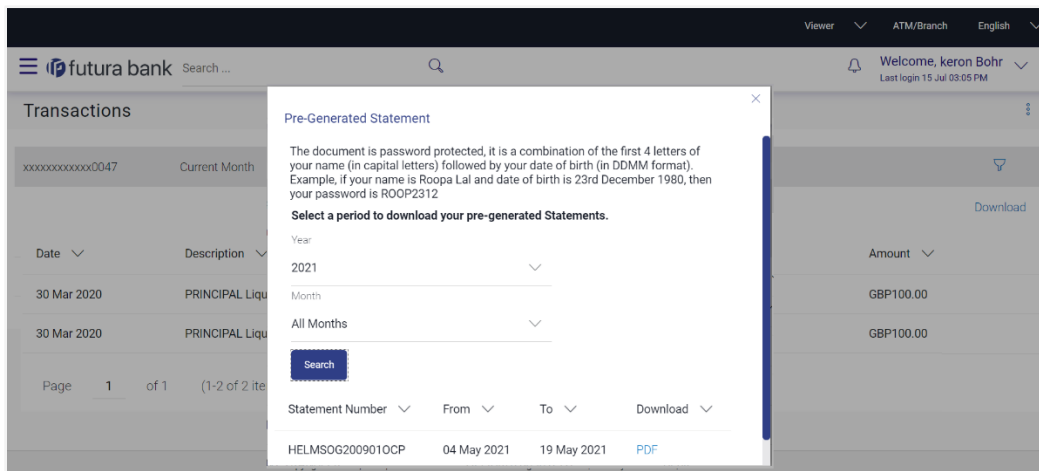 Viewer ATM/Branch English
futura bank Search ... Welcome, keron Bohr
Last login 15 Jul 03:05 PM
Transactions
Pre-Generated Statement
The document is password protected, it is a combination of the first 4 letters of
your name (in capital letters) followed by your date of birth (in DDMM format).
Example, if your name is Roopa Lal and date of birth is 23rd December 1980, then
your password is ROOP2312
xxxxxxxxxxxx0047 Current Month
Select a period to download your pre-generated Statements.
Download
Year
Date Description Amount
2021
30 Mar 2020 PRINCIPAL Liqu GBP100.00
Month
All Months
30 Mar 2020 PRINCIPAL Liqu GBP100.00
Search
Page 1 of 1 (1-2 of 2 ite
Statement Number From To Download
HELMSOG200901OCP 04 May 2021 19 May 2021 PDF